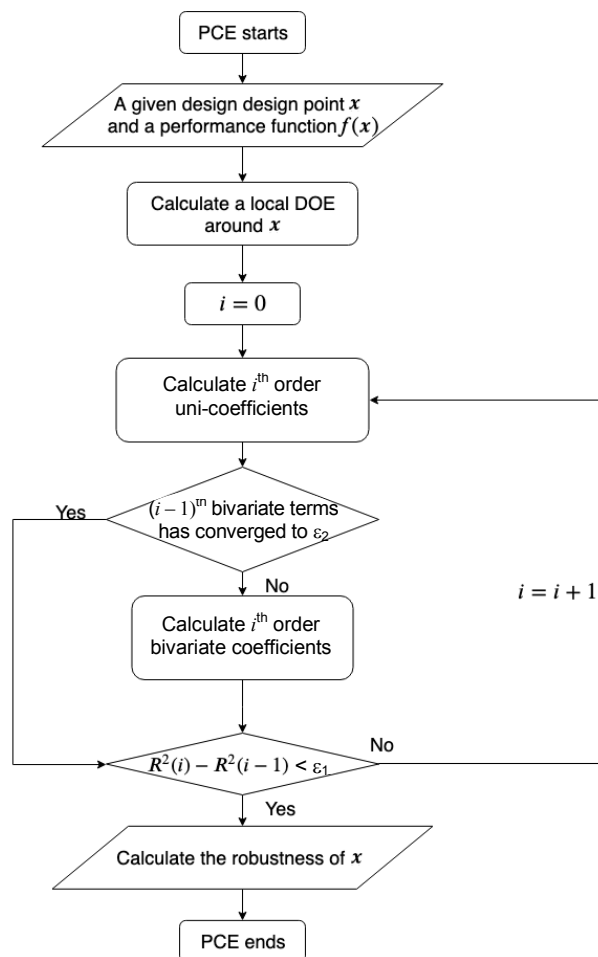 PCE starts
A given design design point x
and a performance function f(x)
Calculate a local DOE
around x
i = 0
Calculate iᵗʰ order
uni-coefficients
Yes
(i – 1)ᵗʰ bivariate terms
has converged to ε₂
No
i = i + 1
Calculate iᵗʰ order
bivariate coefficients
No
R²(i) – R²(i – 1) < ε₁
Yes
Calculate the robustness of x
PCE ends